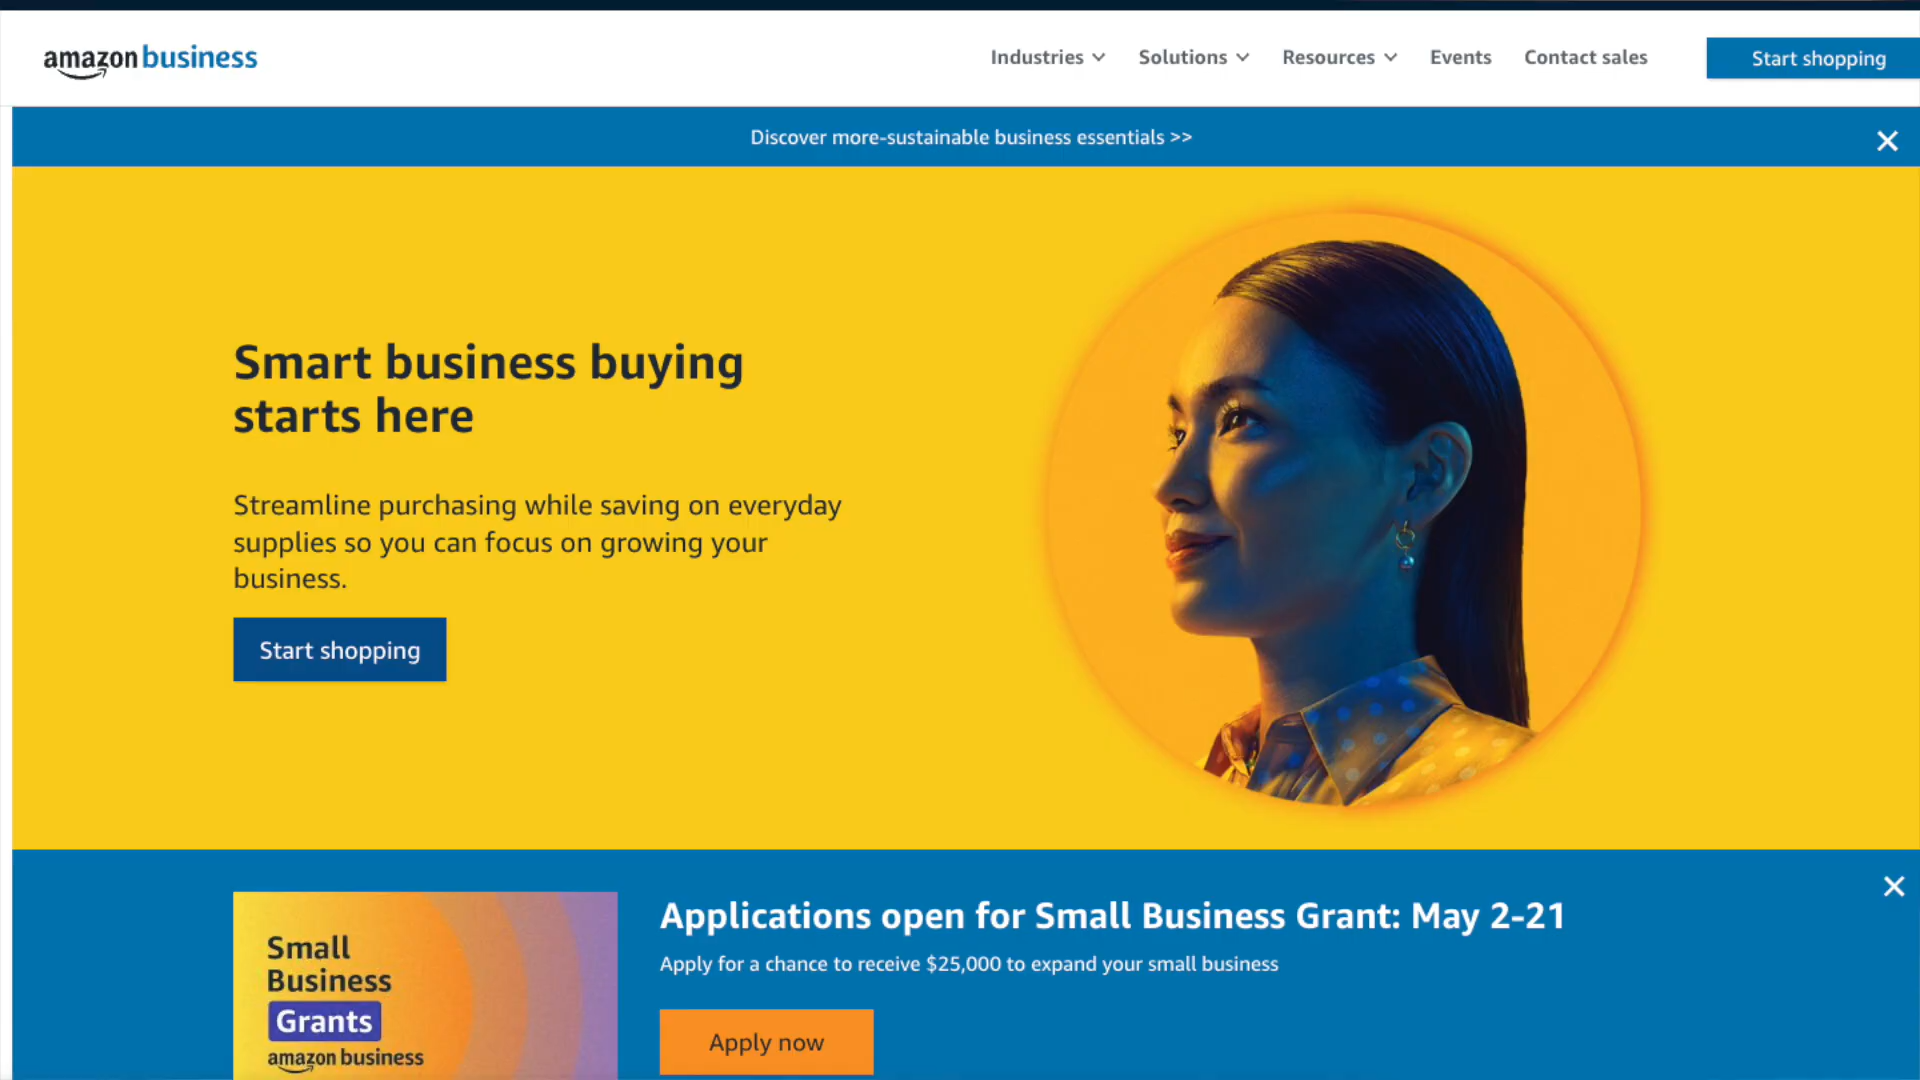 amazon business
Industries
Solutions
Resources
Events
Contact sales
Start shopping
Discover more-sustainable business essentials >>
Smart business buying
starts here
Streamline purchasing while saving on everyday
supplies so you can focus on growing your
business.
Start shopping
Small
Business
Grants
amazon business
Applications open for Small Business Grant: May 2-21
Apply for a chance to receive $25,000 to expand your small business
Apply now